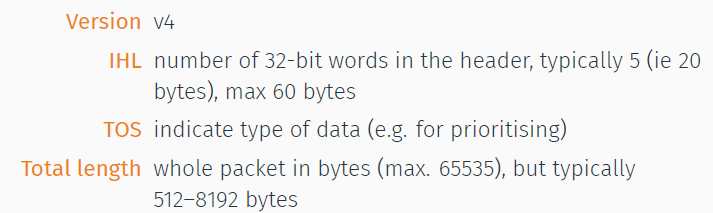 Version v4
IHL number of 32-bit words in the header, typically 5 (ie 20
bytes), max 60 bytes
TOS indicate type of data (e.g. for prioritising)
Total length whole packet in bytes (max. 65535), but typically
512–8192 bytes